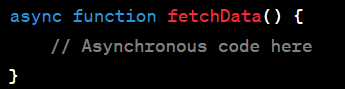 async function fetchData() {
    // Asynchronous code here
}